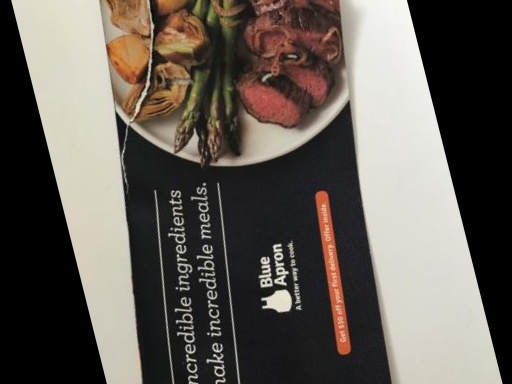 ncredible ingredients
make incredible meals.
Blue
Apron
A better way to cook.
Get $30 off your first delivery. Offer inside.